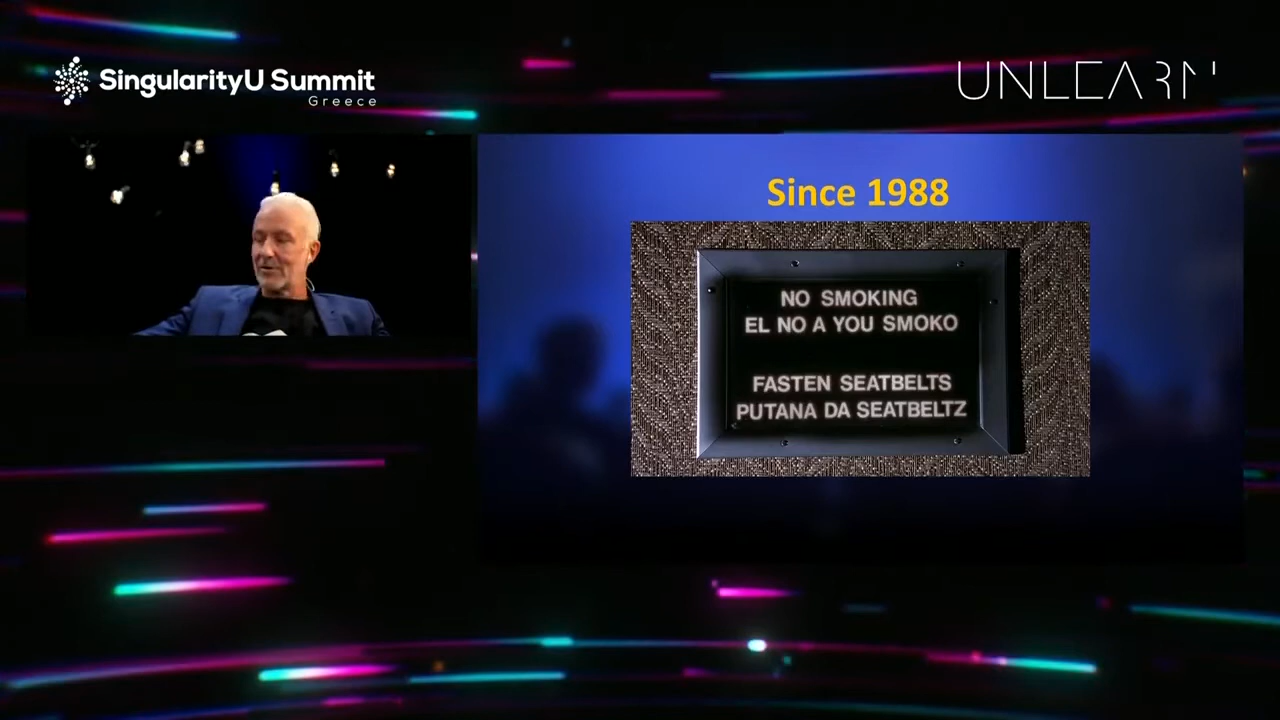 SingularityU Summit
Greece
UNLEARN
Since 1988
NO SMOKING
EL NO A YOU SMOKO
FASTEN SEATBELTS
PUTANA DA SEATBELTZ